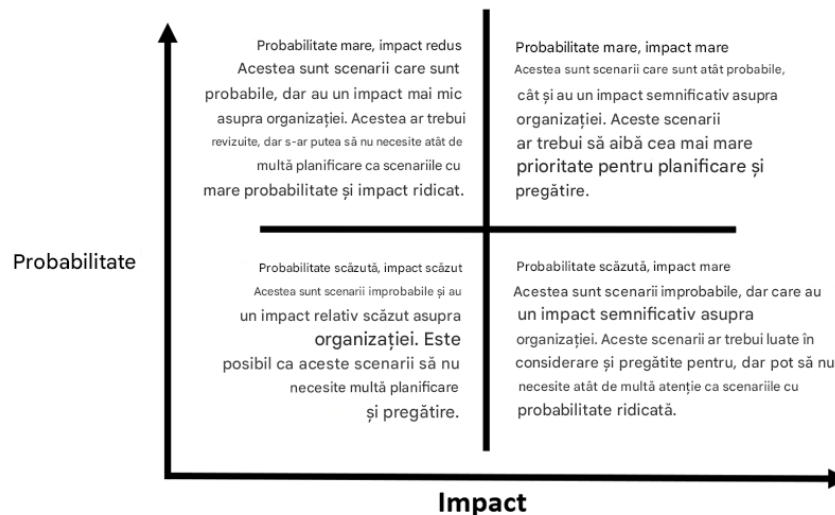 Probabilitate mare, impact redus
Acestea sunt scenarii care sunt
probabile, dar au un impact mai mic
asupra organizației. Acestea ar trebui
revizuite, dar s-ar putea să nu necesite atât de
multă planificare ca scenariile cu
mare probabilitate și impact ridicat.
Probabilitate mare, impact mare
Acestea sunt scenarii care sunt atât probabile,
cât și au un impact semnificativ asupra
organizației. Aceste scenarii
ar trebui să aibă cea mai mare
prioritate pentru planificare și
pregătire.
Probabilitate
Probabilitate scăzută, impact scăzut
Acestea sunt scenarii improbabile și au
un impact relativ scăzut asupra
organizației. Este
posibil ca aceste scenarii să nu
necesite multă planificare
și pregătire.
Probabilitate scăzută, impact mare
Acestea sunt scenarii improbabile, dar care au
un impact semnificativ asupra
organizației. Aceste scenarii ar trebui luate în
considerare și pregătite pentru, dar pot să nu
necesite atât de multă atenție ca scenariile cu
probabilitate ridicată.
Impact